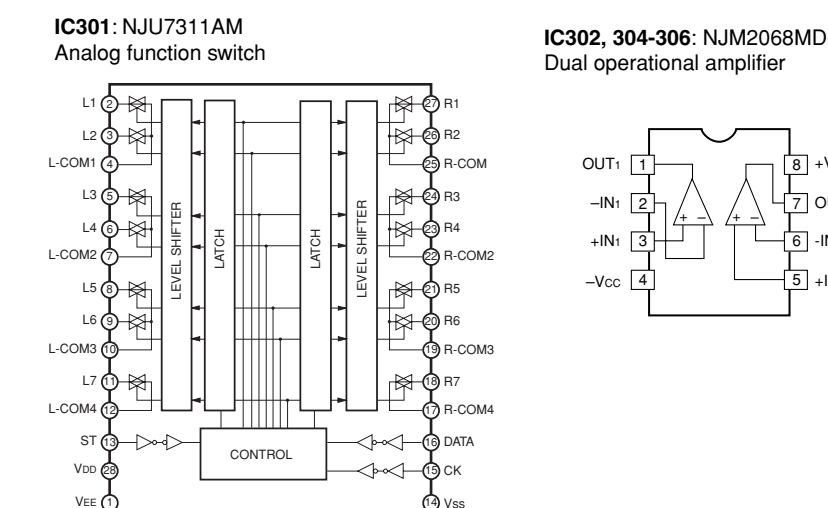 IC301: NJU7311AM
Analog function switch
L1 2
L2 3
L-COM1 4
L3 5
L4 6
L-COM2 7
L5 8
L6 9
L-COM3 10
L7 11
L-COM4 12
ST 13
VDD 28
VEE 1
LEVEL SHIFTER
LATCH
LATCH
LEVEL SHIFTER
CONTROL
27 R1
26 R2
25 R-COM
24 R3
23 R4
22 R-COM2
21 R5
20 R6
19 R-COM3
18 R7
17 R-COM4
16 DATA
15 CK
14 VSS
IC302, 304-306: NJM2068MD
Dual operational amplifier
OUT1 1
–IN1 2
+IN1 3
–VCC 4
+ –
+ –
8 +V
7 OU
6 -IN
5 +I